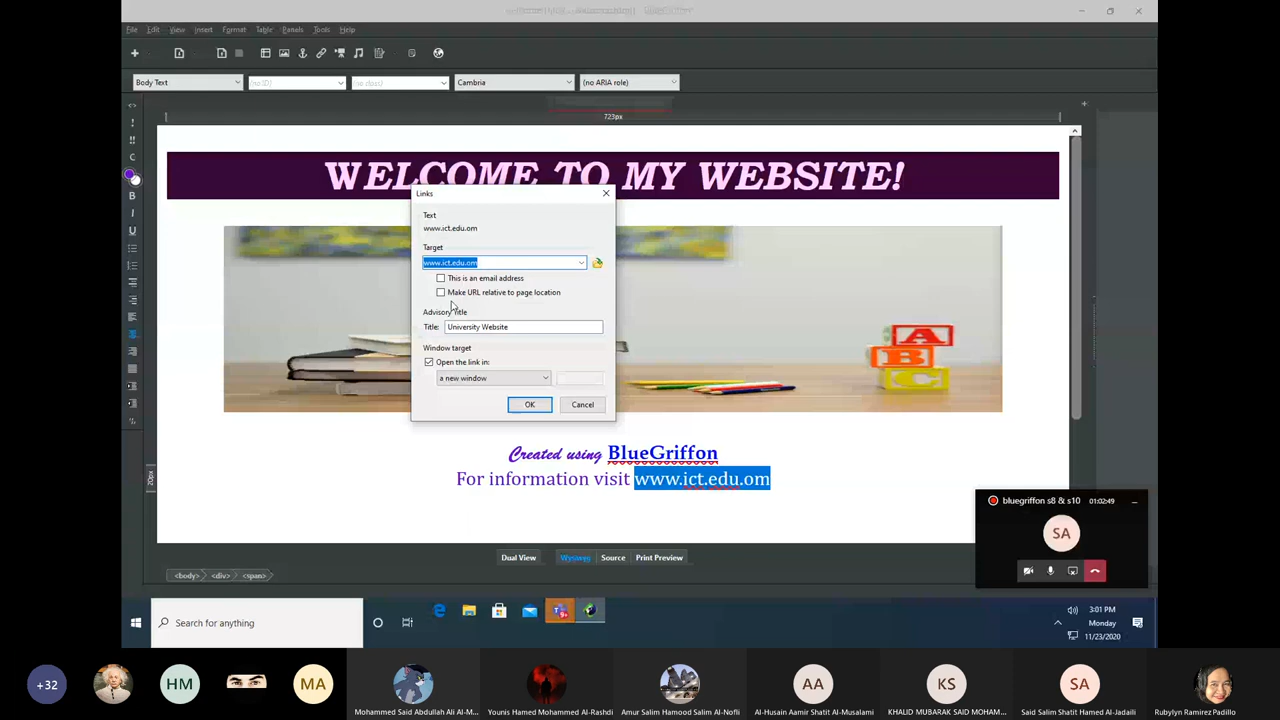 File Edit View Insert Format Table Panels Tools Help
Body Text (no ID) (no class) Cambria (no ARIA role)
723px
WELCOME TO MY WEBSITE!
Links
Text
www.ict.edu.om
Target
www.ict.edu.om
This is an email address
Make URL relative to page location
Advisory Title
Title: University Website
Window target
Open the link in:
a new window
OK Cancel
A
B
C
Created using BlueGriffon
For information visit www.ict.edu.om
20px
bluegriffon s8 & s10 01:02:49
SA
Dual View Wysiwyg Source Print Preview
<body> <div> <span>
Search for anything
3:01 PM
Monday
11/23/2020
+32 HM MA AA KS SA
Mohammed Said Abdullah Ali Al-M... Younis Hamed Mohammed Al-Rashdi Amur Salim Hamood Salim Al-Nofli Al-Husain Aamir Shatit Al-Musalami KHALID MUBARAK SAID MOHAM... Said Salim Shatit Hamed Al-Jadaili Rubylyn Ramirez Padillo